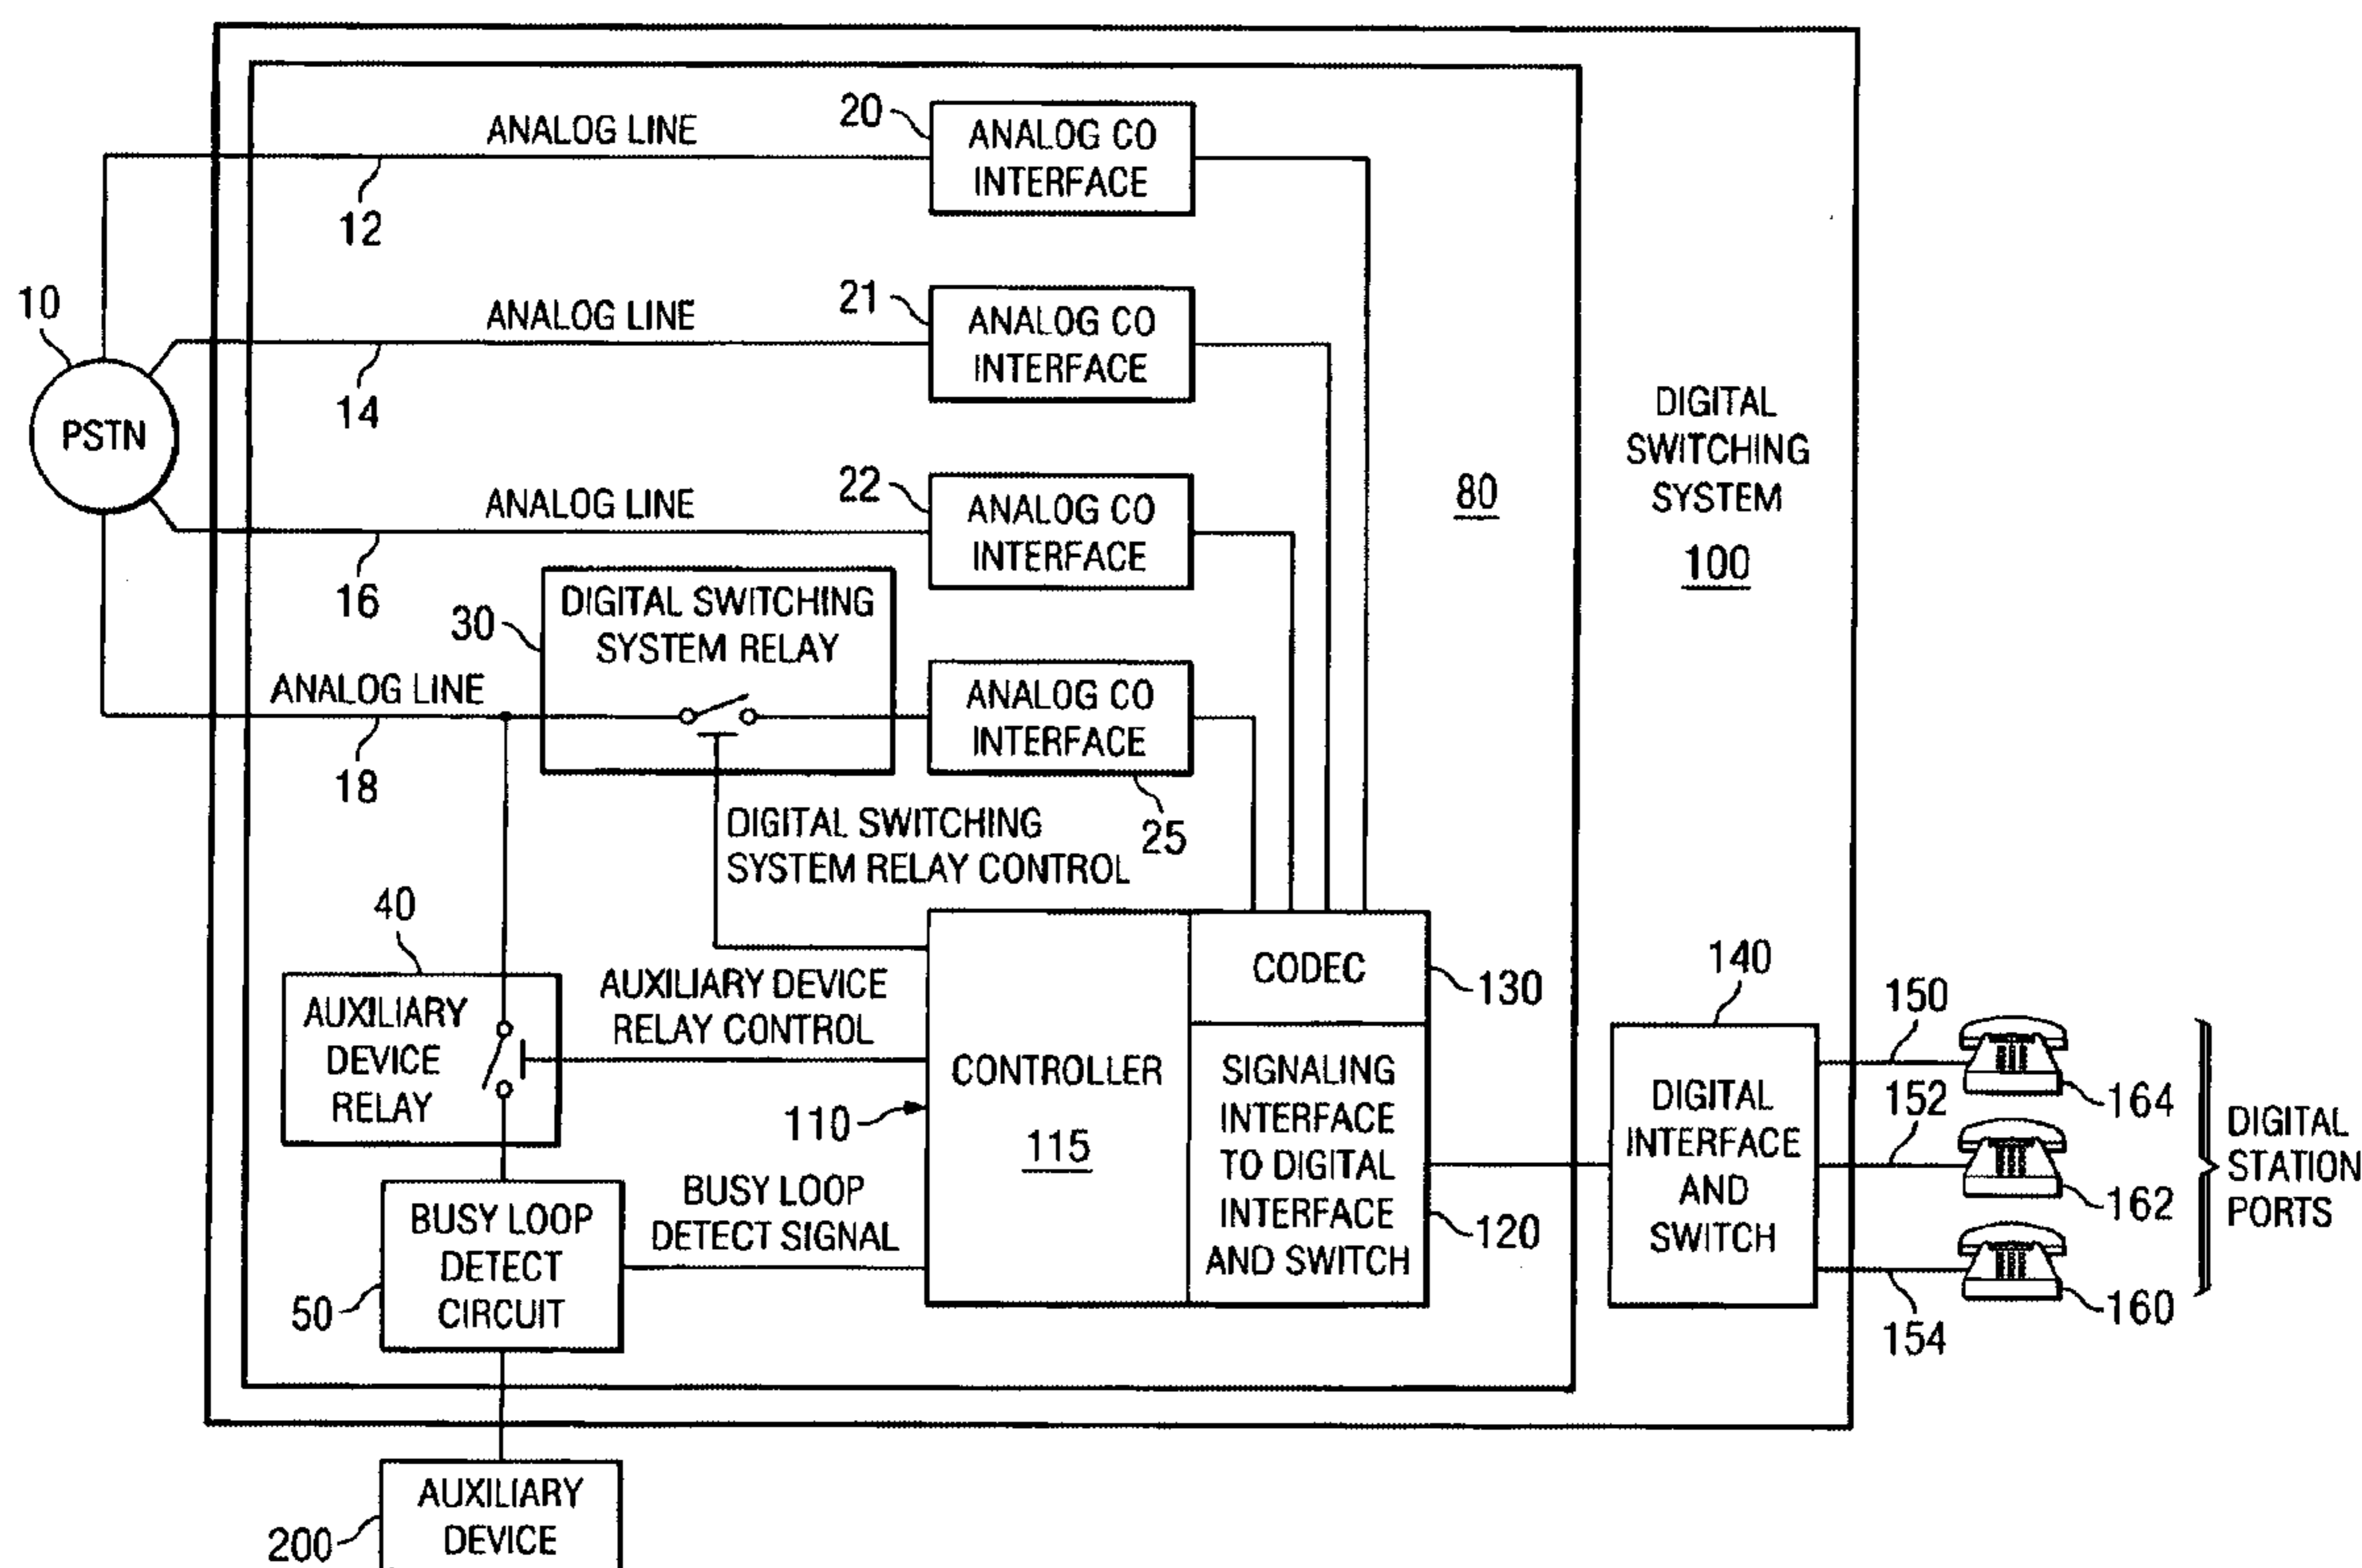 ANALOG LINE
12
20
ANALOG CO
INTERFACE
10
PSTN
ANALOG LINE
14
21
ANALOG CO
INTERFACE
ANALOG LINE
16
22
ANALOG CO
INTERFACE
80
DIGITAL
SWITCHING
SYSTEM
100
30
DIGITAL SWITCHING
SYSTEM RELAY
ANALOG LINE
18
ANALOG CO
INTERFACE
25
DIGITAL SWITCHING
SYSTEM RELAY CONTROL
40
AUXILIARY
DEVICE
RELAY
AUXILIARY DEVICE
RELAY CONTROL
110
CONTROLLER
115
CODEC
130
SIGNALING
INTERFACE
TO DIGITAL
INTERFACE
AND SWITCH
120
BUSY LOOP
DETECT SIGNAL
BUSY LOOP
DETECT
CIRCUIT
50
140
DIGITAL
INTERFACE
AND
SWITCH
150
164
152
162
154
160
DIGITAL
STATION
PORTS
AUXILIARY
DEVICE
200